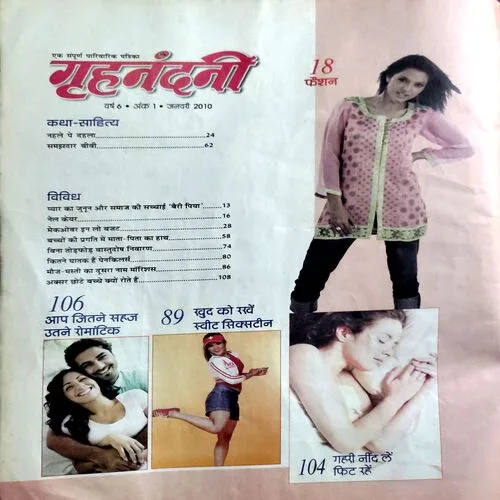 एक संपूर्ण पारिवारिक पत्रिका
गृहनंदनी
वर्ष 6 • अंक 1 • जनवरी 2010
कथा-साहित्य
नहले पे दहला 24
समझदार बीवी 62
विविध
प्यार का जुनून और समाज की सच्चाई 'बैरी पिया' 13
नेल केयर 16
मेकओवर इन लो बजट 28
बच्चों की प्रगति में माता-पिता का हाथ 58
बिना तोड़फोड़ वास्तुदोष निवारण 74
कितने घातक हैं पेनकिलर्स 80
मौज-मस्ती का दूसरा नाम मॉरिशस 86
अक्सर छोटे बच्चे क्यों रोते हैं 108
18
फैशन
106
आप जितने सहज
उतने रोमांटिक
89 खुद को रखें
स्वीट सिक्सटीन
104 गहरी नींद लें
फिट रहें